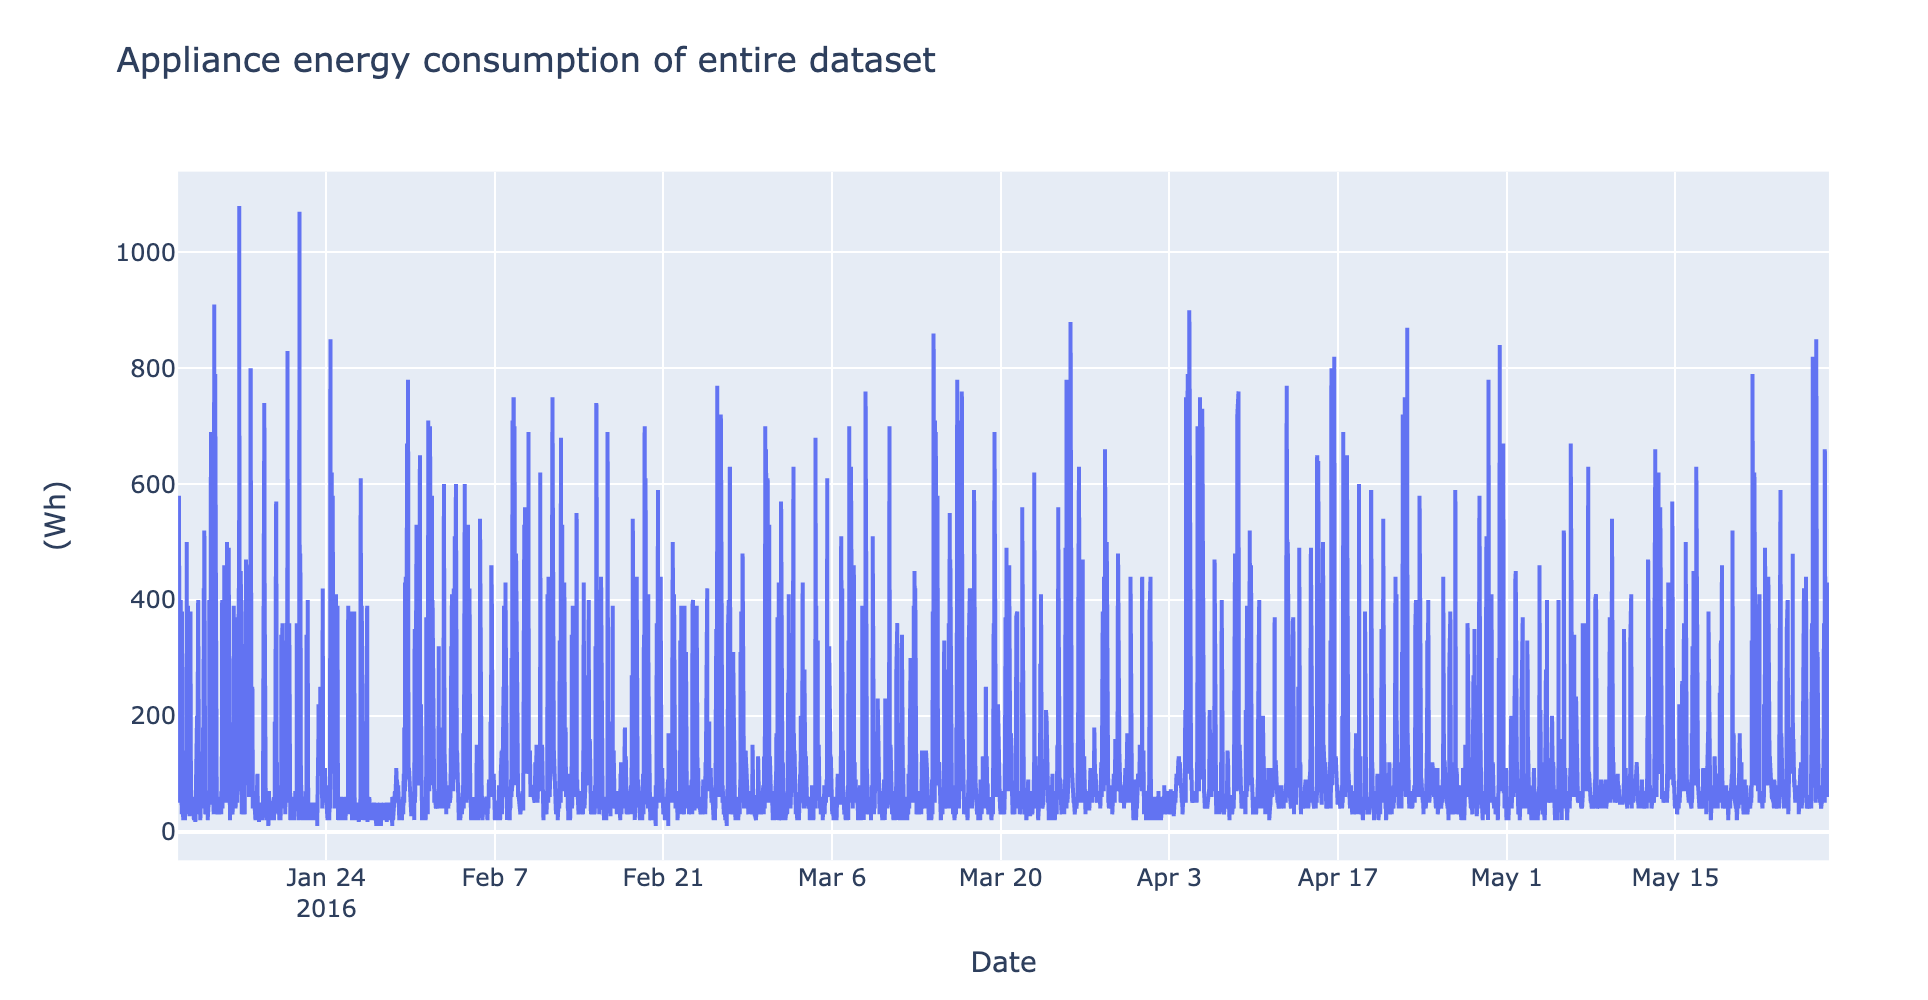 Appliance energy consumption of entire dataset
1000
800
600
400
200
0
(Wh)
Jan 24 Feb 7 Feb 21 Mar 6 Mar 20 Apr 3 Apr 17 May 1 May 15
2016
Date